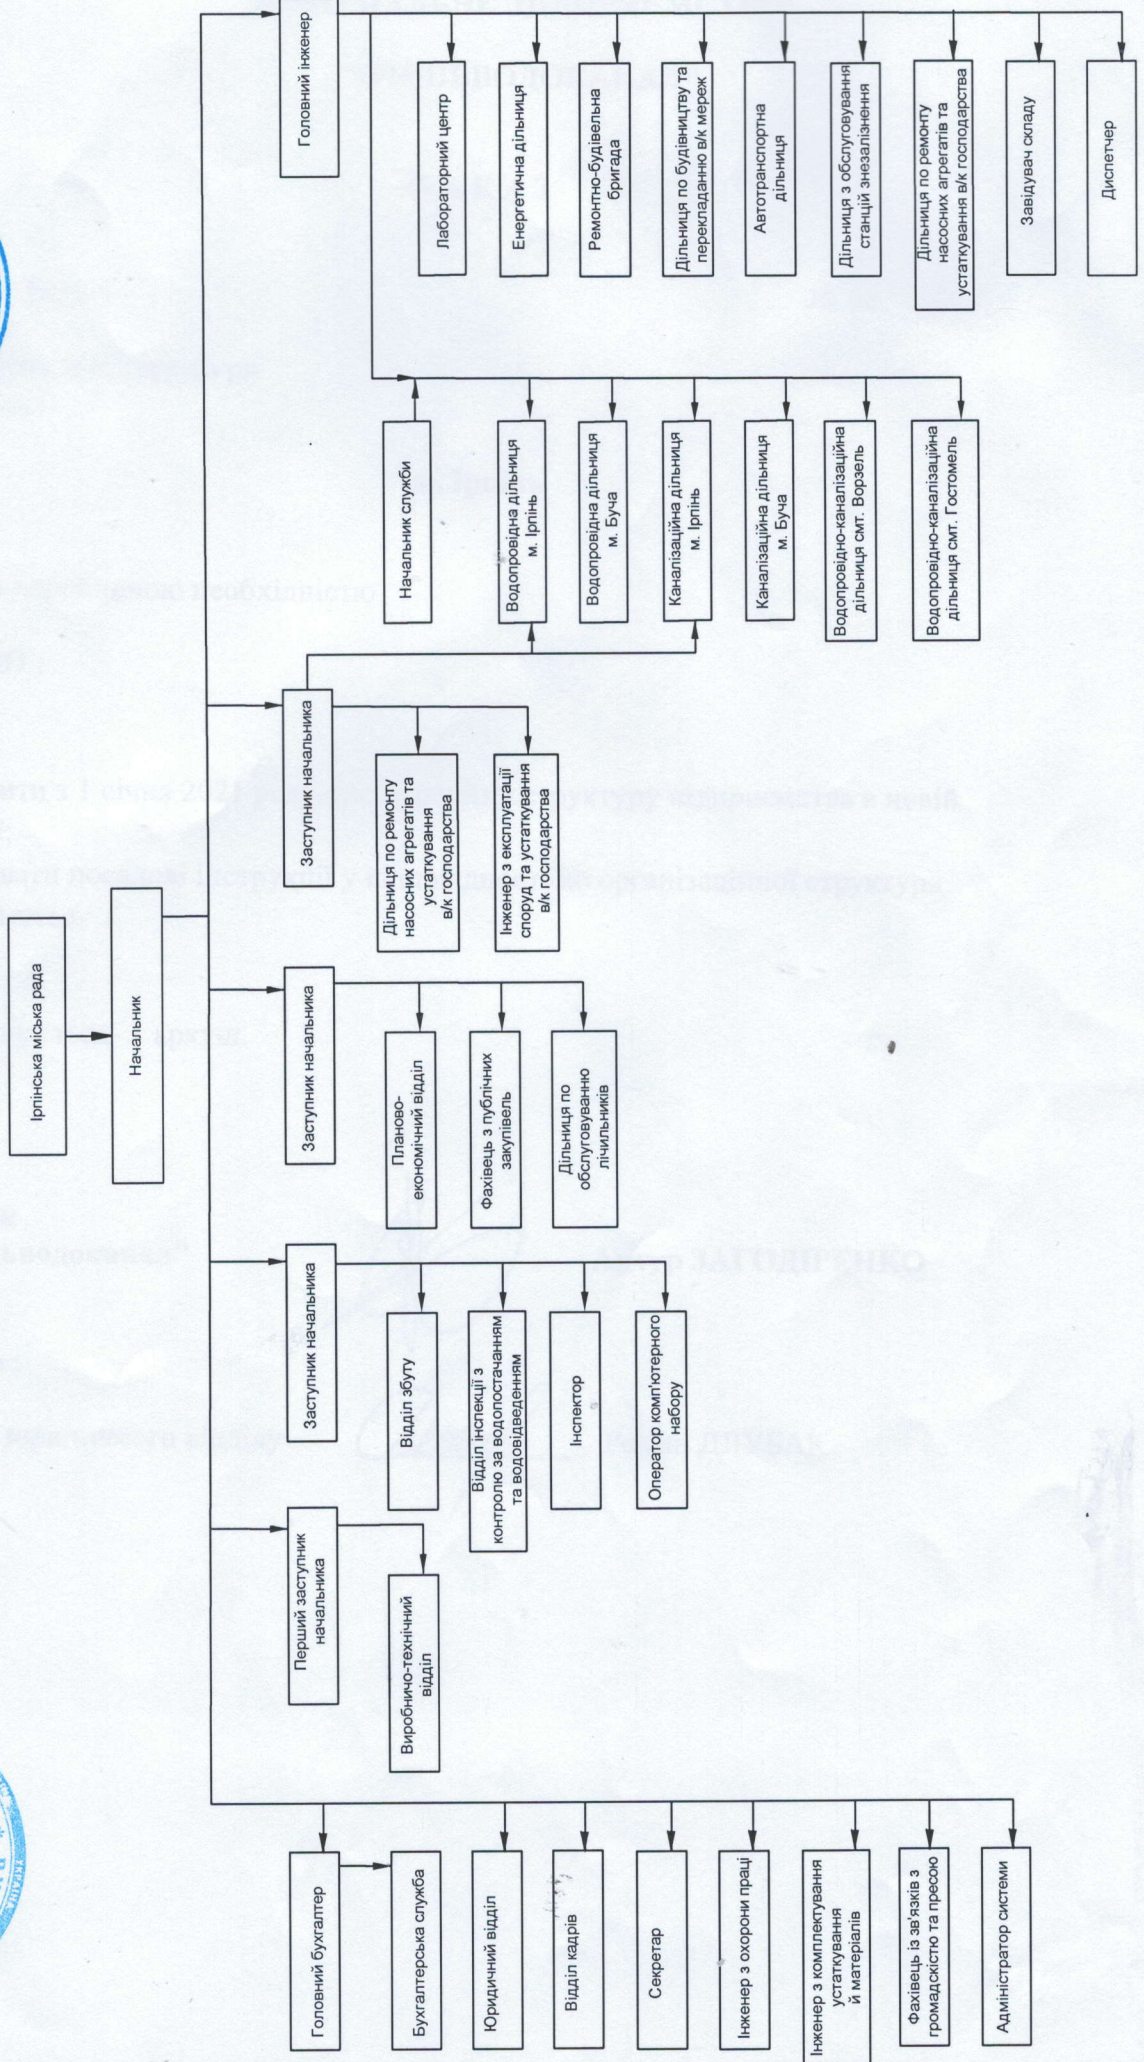 Ірпінська міська рада
Начальник
Головний бухгалтер
Бухгалтерська служба
Юридичний відділ
Відділ кадрів
Секретар
Інженер з охорони праці
Інженер з комплектування
устаткування
й матеріалів
Фахівець із зв'язків з
громадскістю та пресою
Адміністратор системи
Перший заступник
начальника
Виробничо-технічний
відділ
Заступник начальника
Відділ збуту
Відділ інспекції з
контролю за водопостачанням
та водовідведенням
Інспектор
Оператор комп'ютерного
набору
Заступник начальника
Планово-
економічний відділ
Фахівець з публічних
закупівель
Дільниця по
обслуговуванню
лічильників
Заступник начальника
Дільниця по ремонту
насосних агрегатів та
устаткування
в/к господарства
Інженер з експлуатації
споруд та устаткування
в/к господарства
Начальник служби
Водопровідна дільниця
м. Ірпінь
Водопровідна дільниця
м. Буча
Каналізаційна дільниця
м. Ірпінь
Каналізаційна дільниця
м. Буча
Водопровідно-каналізаційна
дільниця смт. Ворзель
Водопровідно-каналізаційна
дільниця смт. Гостомель
Головний інженер
Лабораторний центр
Енергетична дільниця
Ремонтно-будівельна
бригада
Дільниця по будівництву та
перекладанню в/к мереж
Автотранспортна
дільниця
Дільниця з обслуговування
станцій знезалізнення
Дільниця по ремонту
насосних агрегатів та
устаткування в/к господарства
Завідувач складу
Диспетчер
УКРАЇНА